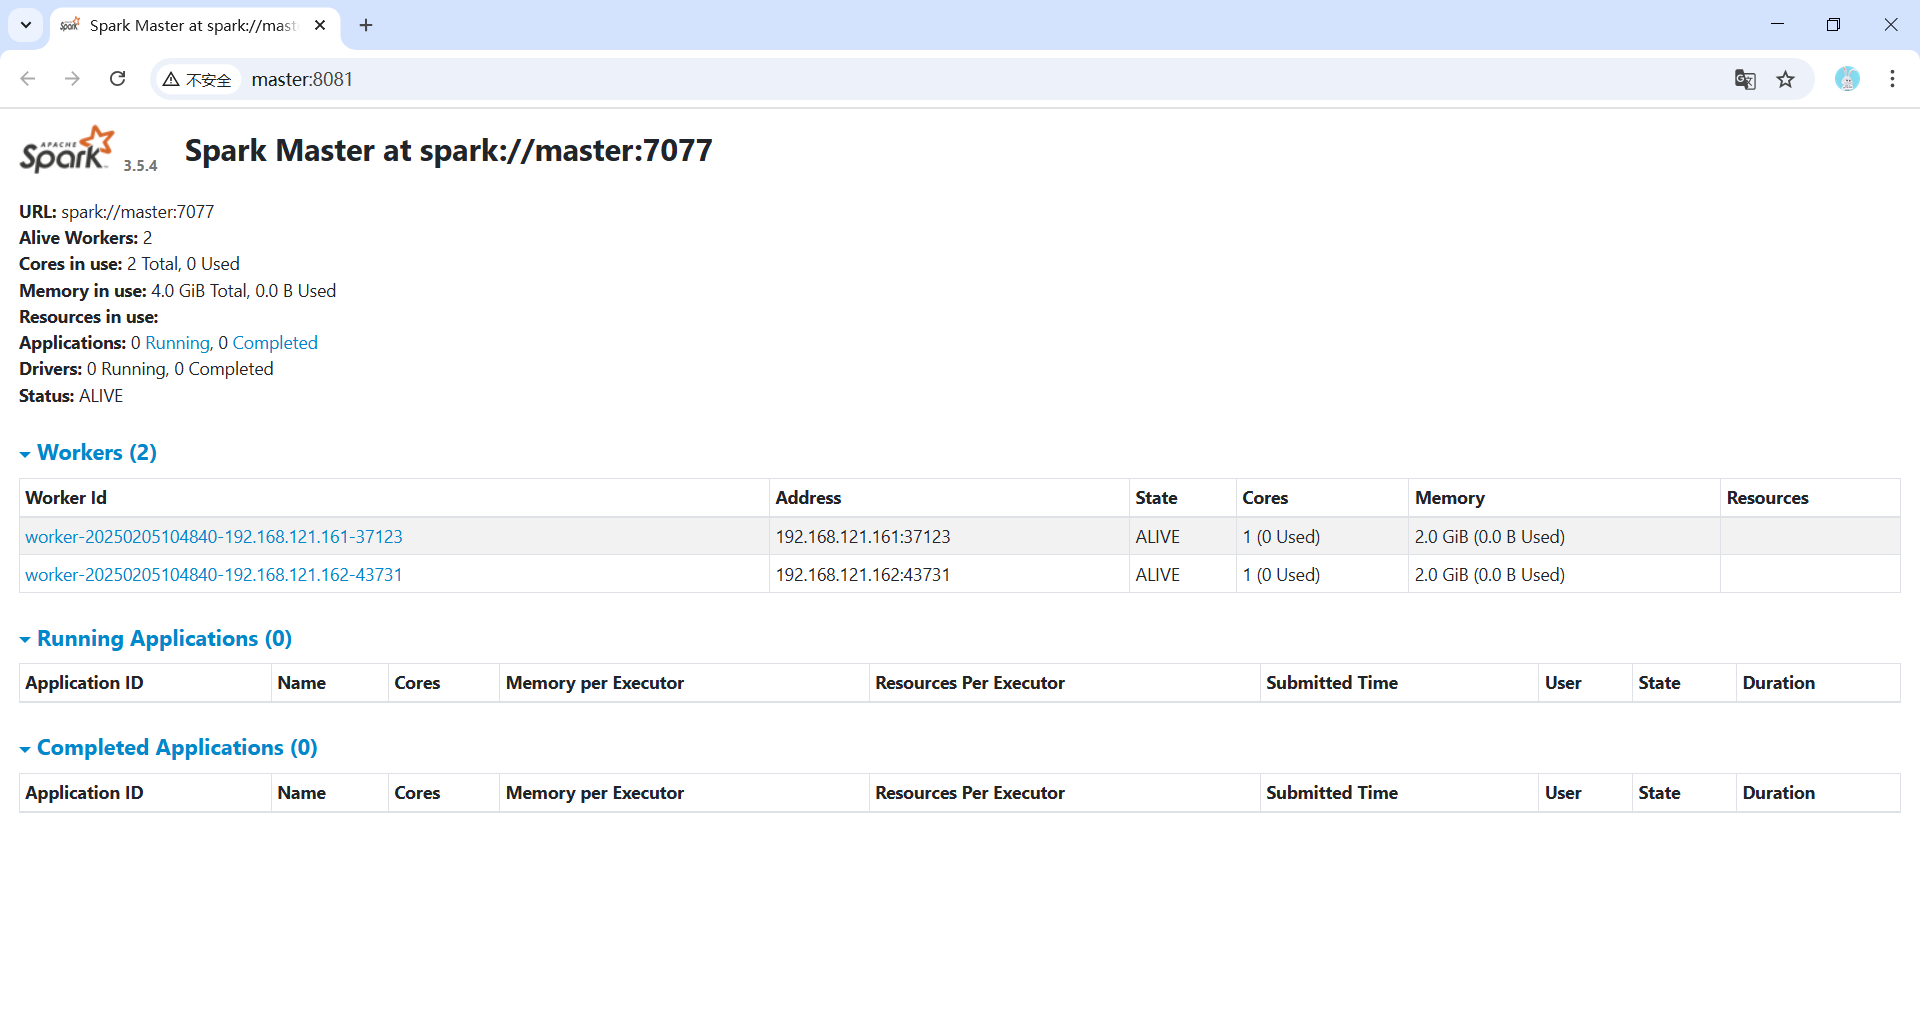 Spark Master at spark://mast
不安全 master:8081
APACHE Spark 3.5.4 Spark Master at spark://master:7077
URL: spark://master:7077
Alive Workers: 2
Cores in use: 2 Total, 0 Used
Memory in use: 4.0 GiB Total, 0.0 B Used
Resources in use:
Applications: 0 Running, 0 Completed
Drivers: 0 Running, 0 Completed
Status: ALIVE
Workers (2)
Worker Id Address State Cores Memory Resources
worker-20250205104840-192.168.121.161-37123 192.168.121.161:37123 ALIVE 1 (0 Used) 2.0 GiB (0.0 B Used)
worker-20250205104840-192.168.121.162-43731 192.168.121.162:43731 ALIVE 1 (0 Used) 2.0 GiB (0.0 B Used)
Running Applications (0)
Application ID Name Cores Memory per Executor Resources Per Executor Submitted Time User State Duration
Completed Applications (0)
Application ID Name Cores Memory per Executor Resources Per Executor Submitted Time User State Duration